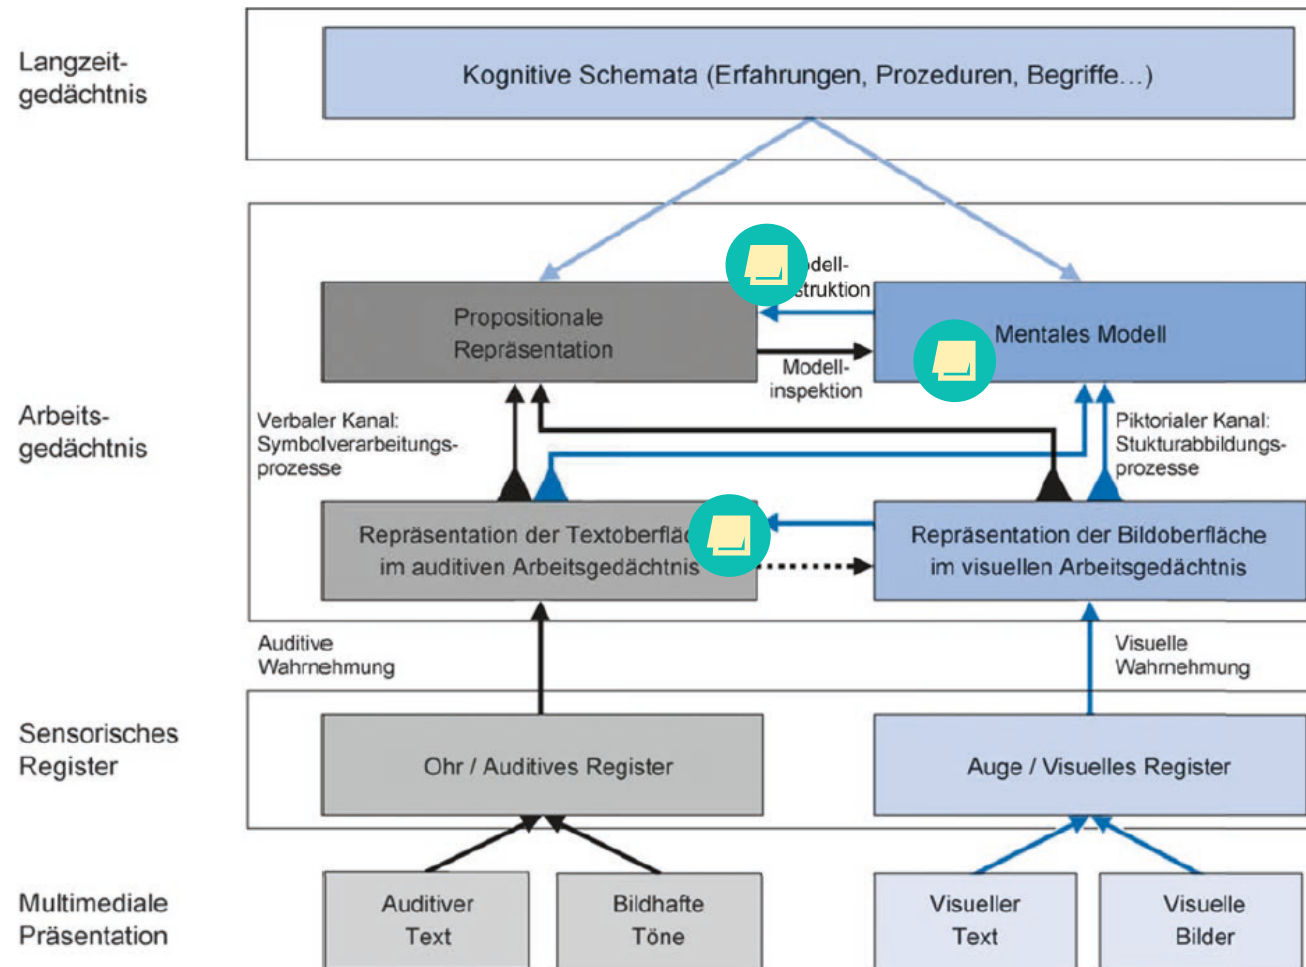 Langzeit-
gedächtnis
Kognitive Schemata (Erfahrungen, Prozeduren, Begriffe…)
Arbeits-
gedächtnis
Propositionale
Repräsentation
Mentales Modell
Modell-
inspektion
Verbaler Kanal:
Symbolverarbeitungs-
prozesse
Piktorialer Kanal:
Stukturabbildungs-
prozesse
Repräsentation der
im auditiven Arbeitsgedächtnis
Repräsentation der Bildoberfläche
im visuellen Arbeitsgedächtnis
Auditive
Wahrnehmung
Visuelle
Wahrnehmung
Sensorisches
Register
Ohr / Auditives Register
Auge / Visuelles Register
Multimediale
Präsentation
Auditiver
Text
Bildhafte
Töne
Visueller
Text
Visuelle
Bilder